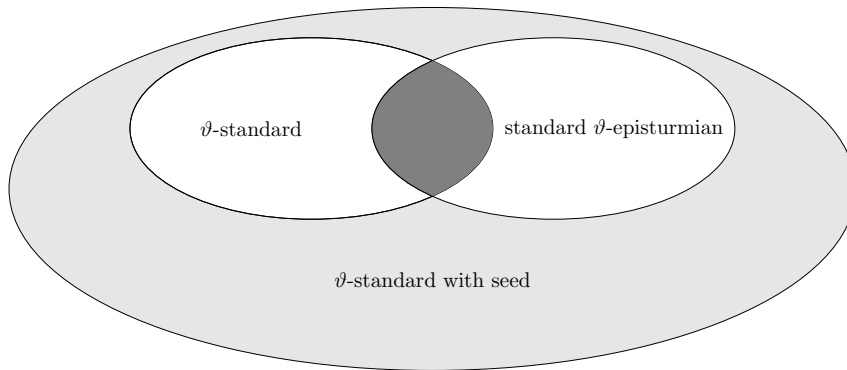 ϑ-standard
standard ϑ-episturmian
ϑ-standard with seed